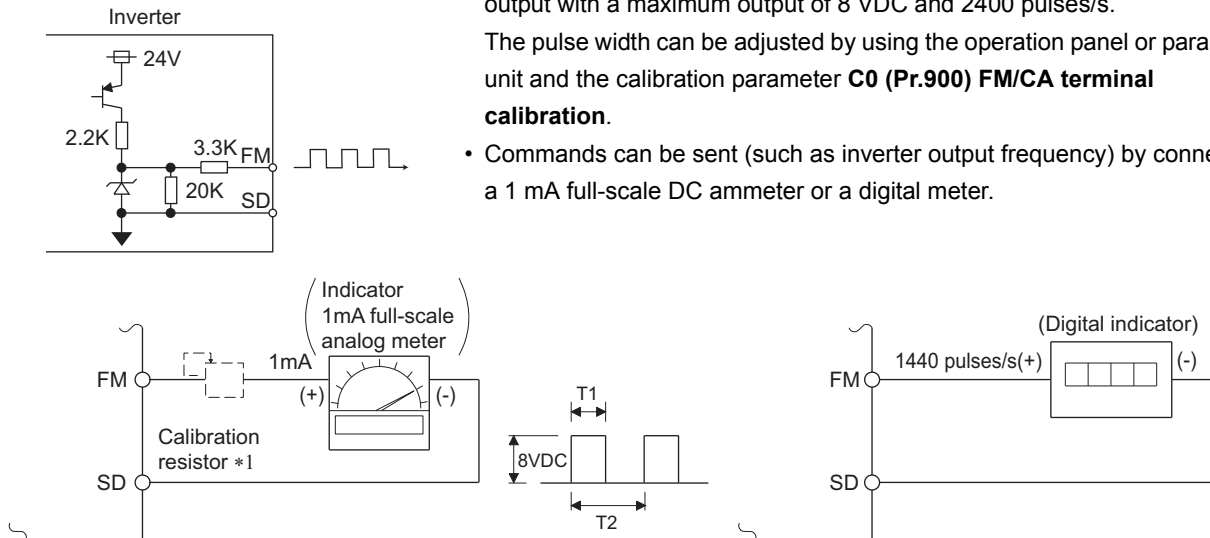 output with a maximum output of 8 VDC and 2400 pulses/s.
The pulse width can be adjusted by using the operation panel or para
unit and the calibration parameter C0 (Pr.900) FM/CA terminal
calibration.
• Commands can be sent (such as inverter output frequency) by conne
a 1 mA full-scale DC ammeter or a digital meter.
Inverter
24V
2.2K
3.3K
FM
20K
SD
Indicator
1mA full-scale
analog meter
1mA
FM
(+)
(-)
Calibration
resistor *1
SD
T1
8VDC
T2
(Digital indicator)
1440 pulses/s(+)
(-)
FM
SD